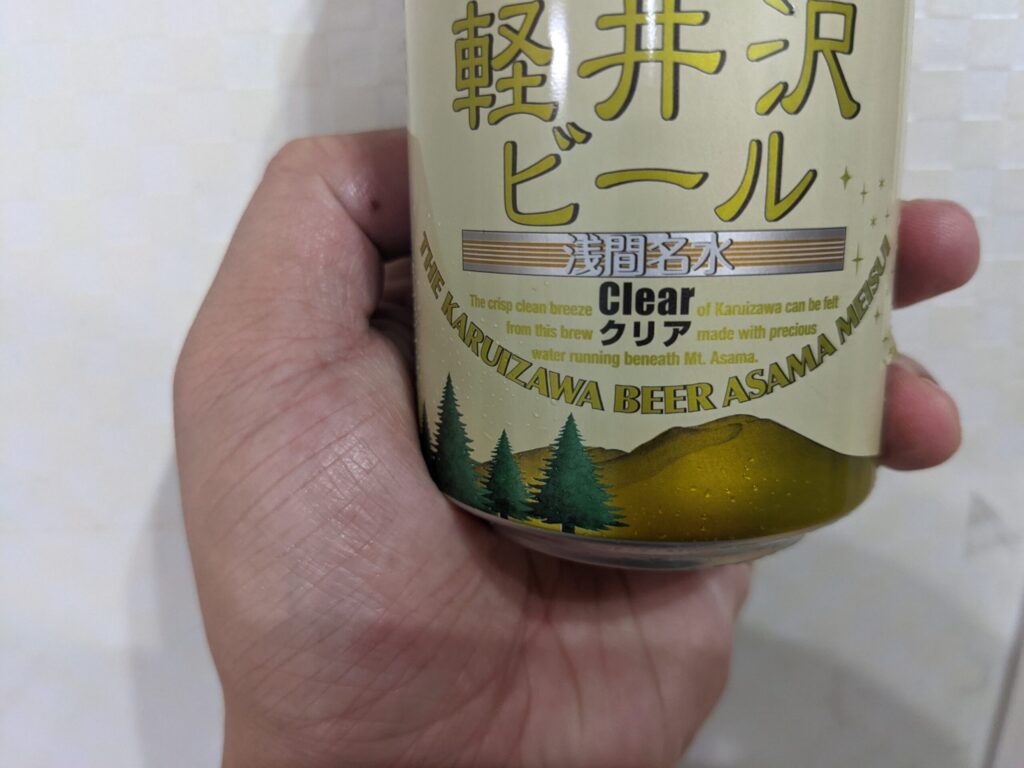 軽井沢
ビール
浅間名水
The crisp clean breeze Clear of Karuizawa can be felt
from this brew クリア made with precious
water running beneath Mt. Asama.
THE KARUIZAWA BEER ASAMA MEISUI